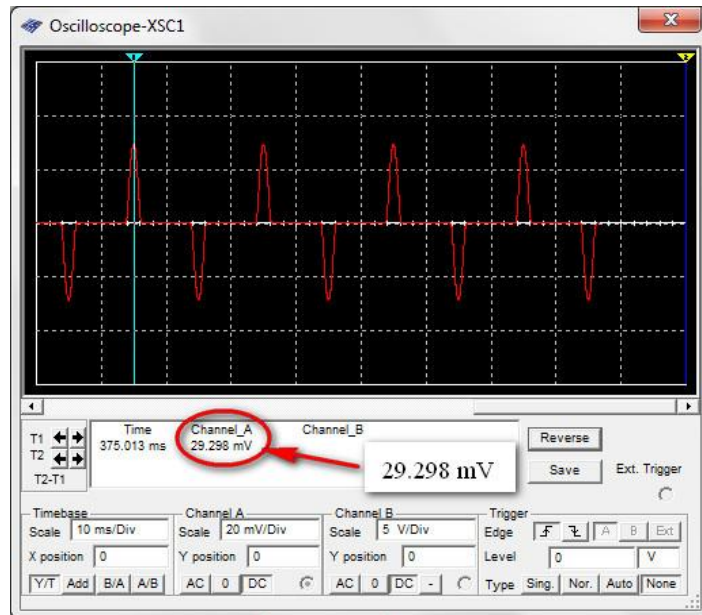 Oscilloscope-XSC1
1
2
Time Channel_A Channel_B
T1 375.013 ms 29.298 mV
T2
T2-T1
Reverse
Save
Ext. Trigger
29.298 mV
Timebase
Scale 10 ms/Div
X position 0
Y/T Add B/A A/B
Channel A
Scale 20 mV/Div
Y position 0
AC 0 DC
Channel B
Scale 5 V/Div
Y position 0
AC 0 DC -
Trigger
Edge A B Ext
Level 0 V
Type Sing. Nor. Auto None